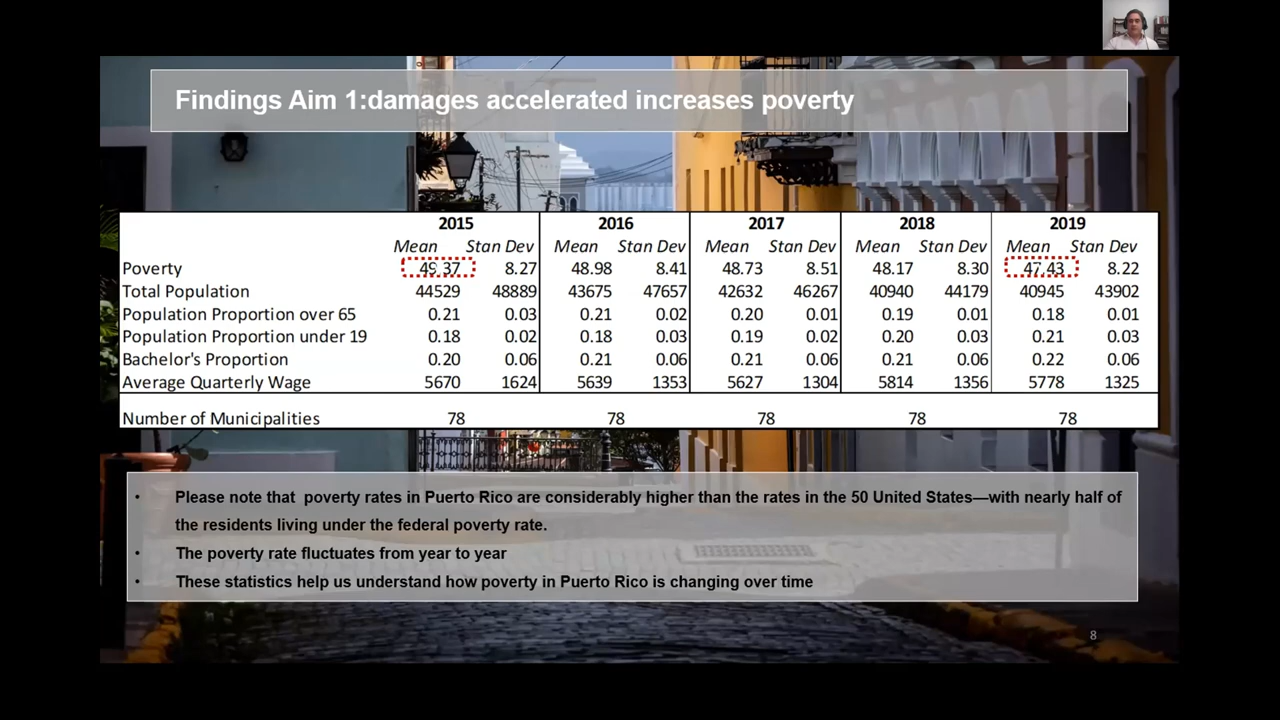 Findings Aim 1:damages accelerated increases poverty
2015 2016 2017 2018 2019
Mean Stan Dev Mean Stan Dev Mean Stan Dev Mean Stan Dev Mean Stan Dev
Poverty 49.37 8.27 48.98 8.41 48.73 8.51 48.17 8.30 47.43 8.22
Total Population 44529 48889 43675 47657 42632 46267 40940 44179 40945 43902
Population Proportion over 65 0.21 0.03 0.21 0.02 0.20 0.01 0.19 0.01 0.18 0.01
Population Proportion under 19 0.18 0.02 0.18 0.03 0.19 0.02 0.20 0.03 0.21 0.03
Bachelor's Proportion 0.20 0.06 0.21 0.06 0.21 0.06 0.21 0.06 0.22 0.06
Average Quarterly Wage 5670 1624 5639 1353 5627 1304 5814 1356 5778 1325
Number of Municipalities 78 78 78 78 78
• Please note that poverty rates in Puerto Rico are considerably higher than the rates in the 50 United States—with nearly half of
the residents living under the federal poverty rate.
• The poverty rate fluctuates from year to year
• These statistics help us understand how poverty in Puerto Rico is changing over time
8